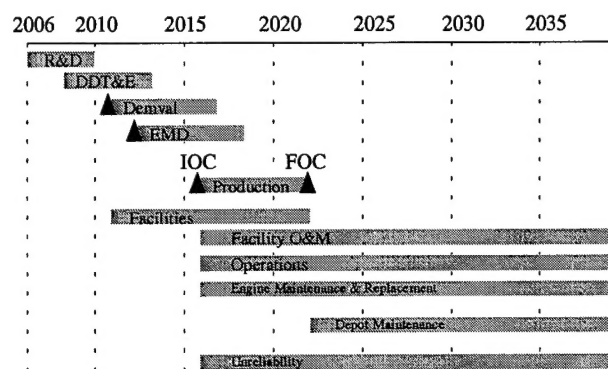 2006 2010 2015 2020 2025 2030 2035
R&D
DDT&E
Demval
EMD
IOC FOC
Production
Facilities
Facility O&M
Operations
Engine Maintenance & Replacement
Depot Maintenance
Unreliability